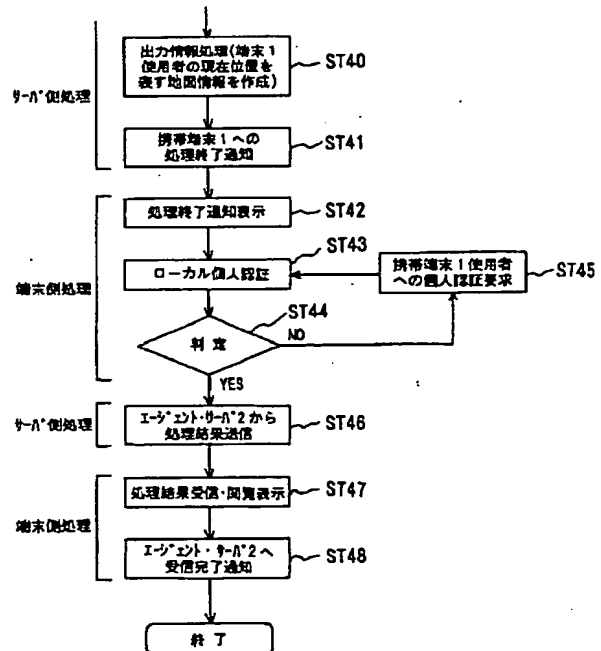 出力情報処理(端末1
使用者の現在位置を
表す地図情報を作成)
ST40
サーバ側処理
携帯端末1への
処理終了通知
ST41
処理終了通知表示
ST42
ST43
ローカル個人認証
携帯端末1使用者
への個人認証要求
ST45
端末側処理
ST44
判定
NO
YES
サーバ側処理
エージェント・サーバ2から
処理結果送信
ST46
処理結果受信・閲覧表示
ST47
端末側処理
エージェント・サーバ2へ
受信完了通知
ST48
終了